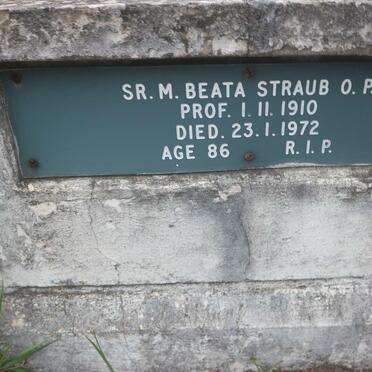 SR. M. BEATA STRAUB O. P.
PROF. 1. 11. 1910
DIED. 23. 1. 1972
AGE 86 R. I. P.